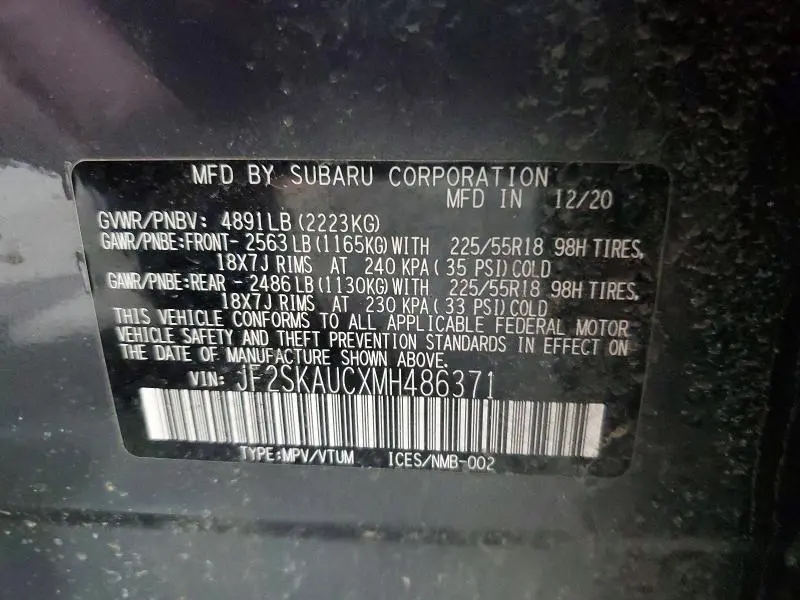 MFD BY SUBARU CORPORATION
MFD IN 12/20
GVWR/PNBV: 4891LB(2223KG)
GAWR/PNBE:FRONT- 2563LB(1165KG)WITH 225/55R18 98H TIRES,
18X7J RIMS AT 240 KPA( 35 PSI)COLD
GAWR/PNBE:REAR - 2486LB(1130KG)WITH 225/55R18 98H TIRES,
18X7J RIMS AT 230 KPA( 33 PSI)COLD
THIS VEHICLE CONFORMS TO ALL APPLICABLE FEDERAL MOTOR
VEHICLE SAFETY AND THEFT PREVENTION STANDARDS IN EFFECT ON
THE DATE OF MANUFACTURE SHOWN ABOVE.
VIN: JF2SKAUCXMH486371
TYPE:MPV/VTUM ICES/NMB-002